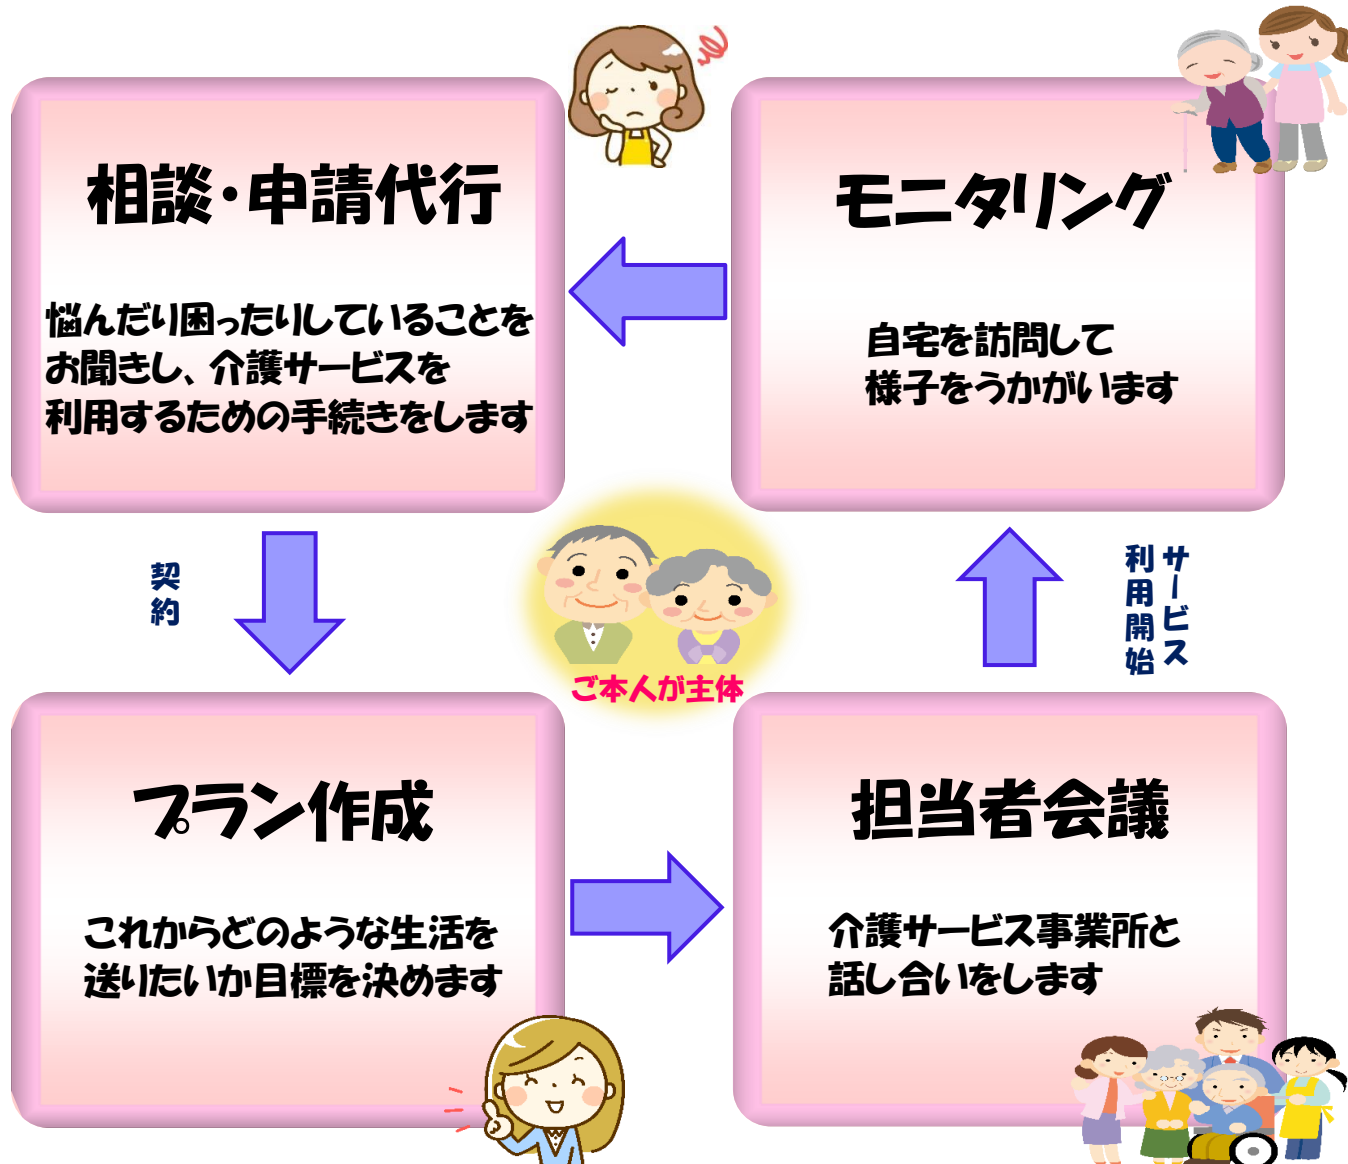 相談・申請代行
悩んだり困ったりしていることを
お聞きし、介護サービスを
利用するための手続きをします
契約
プラン作成
これからどのような生活を
送りたいか目標を決めます
担当者会議
介護サービス事業所と
話し合いをします
サービス
利用開始
モニタリング
自宅を訪問して
様子をうかがいます
ご本人が主体